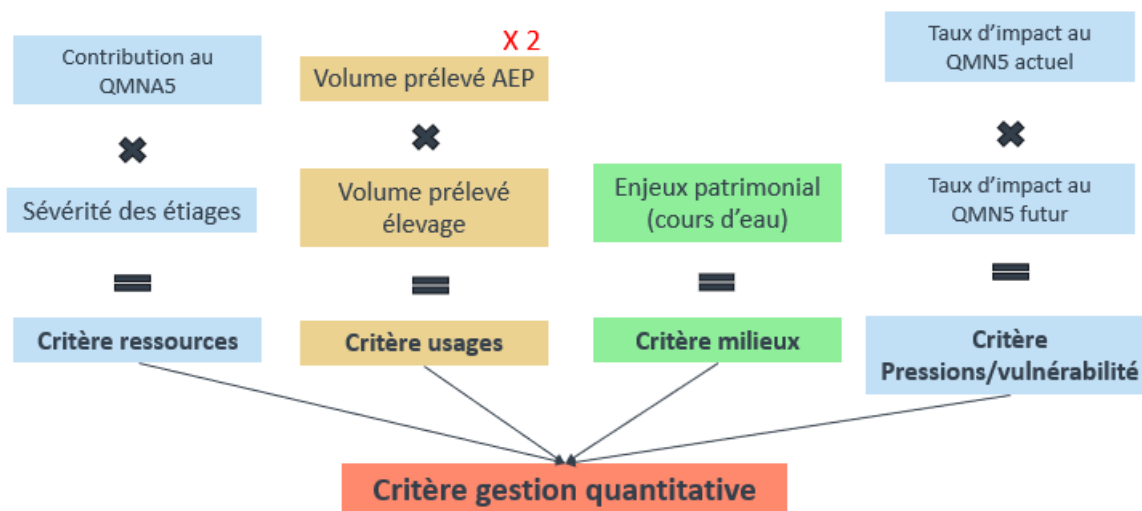 Contribution au
QMNA5
Sévérité des étiages
Critère ressources
X 2
Volume prélevé AEP
Volume prélevé
élevage
Critère usages
Enjeux patrimonial
(cours d'eau)
Critère milieux
Taux d'impact au
QMN5 actuel
Taux d'impact au
QMN5 futur
Critère
Pressions/vulnérabilité
Critère gestion quantitative